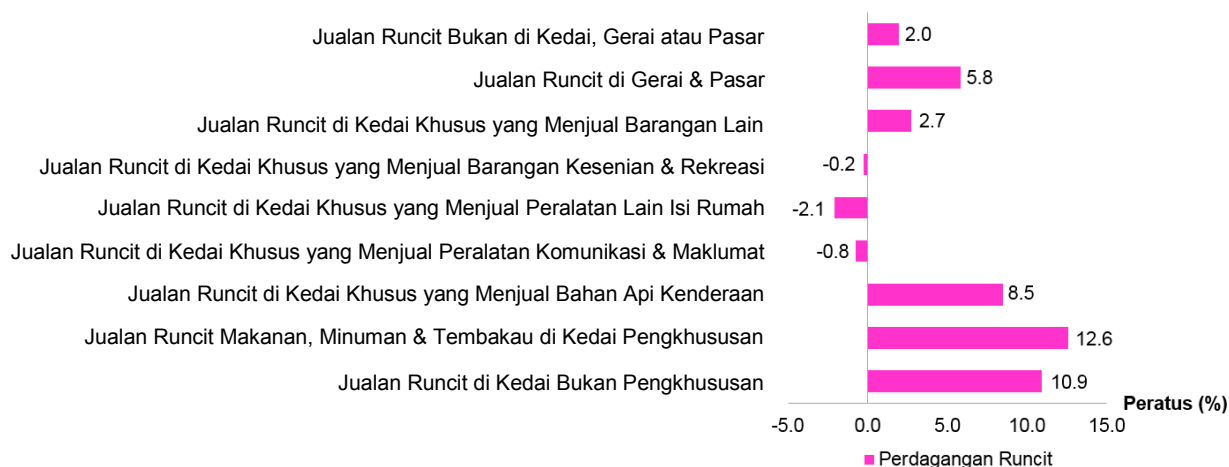 Jualan Runcit Bukan di Kedai, Gerai atau Pasar 2.0
Jualan Runcit di Gerai & Pasar 5.8
Jualan Runcit di Kedai Khusus yang Menjual Barangan Lain 2.7
Jualan Runcit di Kedai Khusus yang Menjual Barangan Kesenian & Rekreasi -0.2
Jualan Runcit di Kedai Khusus yang Menjual Peralatan Lain Isi Rumah -2.1
Jualan Runcit di Kedai Khusus yang Menjual Peralatan Komunikasi & Maklumat -0.8
Jualan Runcit di Kedai Khusus yang Menjual Bahan Api Kenderaan 8.5
Jualan Runcit Makanan, Minuman & Tembakau di Kedai Pengkhususan 12.6
Jualan Runcit di Kedai Bukan Pengkhususan 10.9
Peratus (%)
-5.0 0.0 5.0 10.0 15.0
Perdagangan Runcit